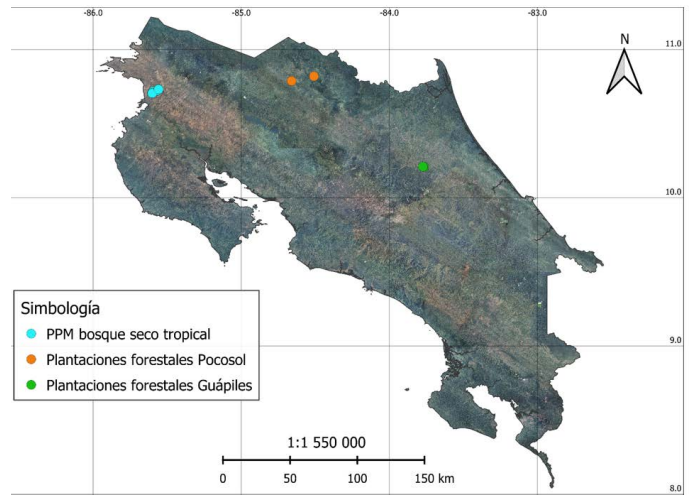 -86.0 -85.0 -84.0 -83.0
11.0
N
10.0
Simbología
PPM bosque seco tropical
Plantaciones forestales Pocosol
Plantaciones forestales Guápiles
9.0
1:1 550 000
0 50 100 150 km
8.0